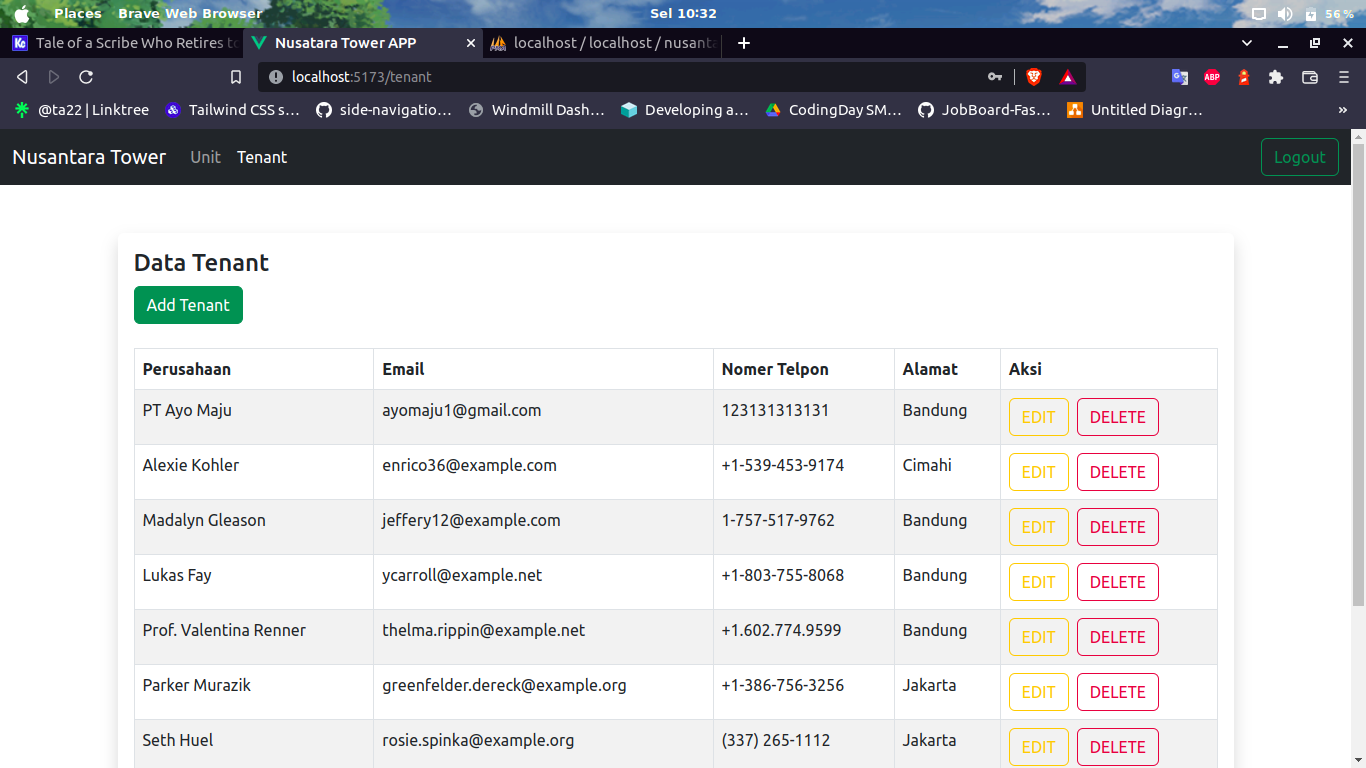 Places Brave Web Browser Sel 10:32 56%
Tale of a Scribe Who Retires to Nusatara Tower APP localhost / localhost / nusanta
localhost:5173/tenant ABP
@ta22 | Linktree Tailwind CSS s... side-navigatio... Windmill Dash... Developing a... CodingDay SM... JobBoard-Fas... Untitled Diagr... »
Nusantara Tower Unit Tenant Logout
Data Tenant
Add Tenant
Perusahaan Email Nomer Telpon Alamat Aksi
PT Ayo Maju ayomaju1@gmail.com 123131313131 Bandung EDIT DELETE
Alexie Kohler enrico36@example.com +1-539-453-9174 Cimahi EDIT DELETE
Madalyn Gleason jeffery12@example.com 1-757-517-9762 Bandung EDIT DELETE
Lukas Fay ycarroll@example.net +1-803-755-8068 Bandung EDIT DELETE
Prof. Valentina Renner thelma.rippin@example.net +1.602.774.9599 Bandung EDIT DELETE
Parker Murazik greenfelder.dereck@example.org +1-386-756-3256 Jakarta EDIT DELETE
Seth Huel rosie.spinka@example.org (337) 265-1112 Jakarta EDIT DELETE